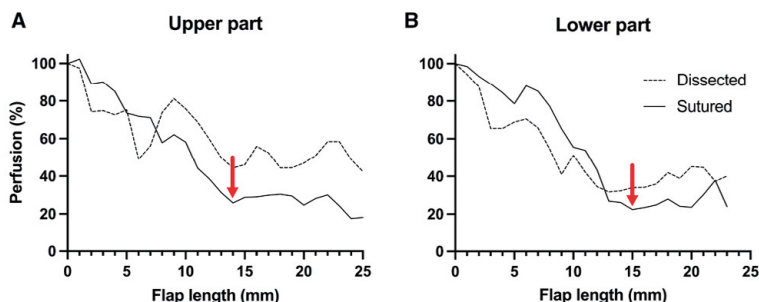 A
Upper part
Perfusion (%)
100
80
60
40
20
0
0 5 10 15 20 25
Flap length (mm)
B
Lower part
100
80
60
40
20
0
0 5 10 15 20 25
Flap length (mm)
Dissected
Sutured